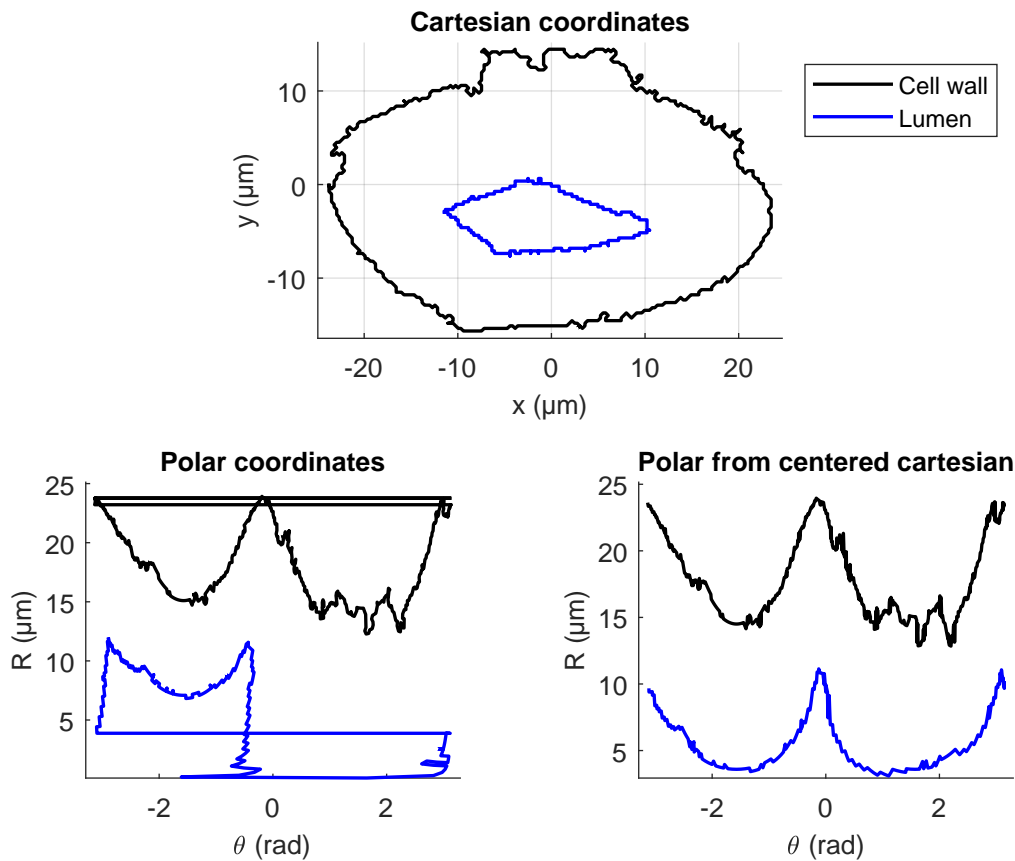 Cartesian coordinates
Cell wall
Lumen
10
0
-10
y (μm)
-20
-10
0
10
20
x (μm)
Polar coordinates
25
20
15
10
5
R (μm)
-2
0
2
θ (rad)
Polar from centered cartesian
25
20
15
10
5
R (μm)
-2
0
2
θ (rad)